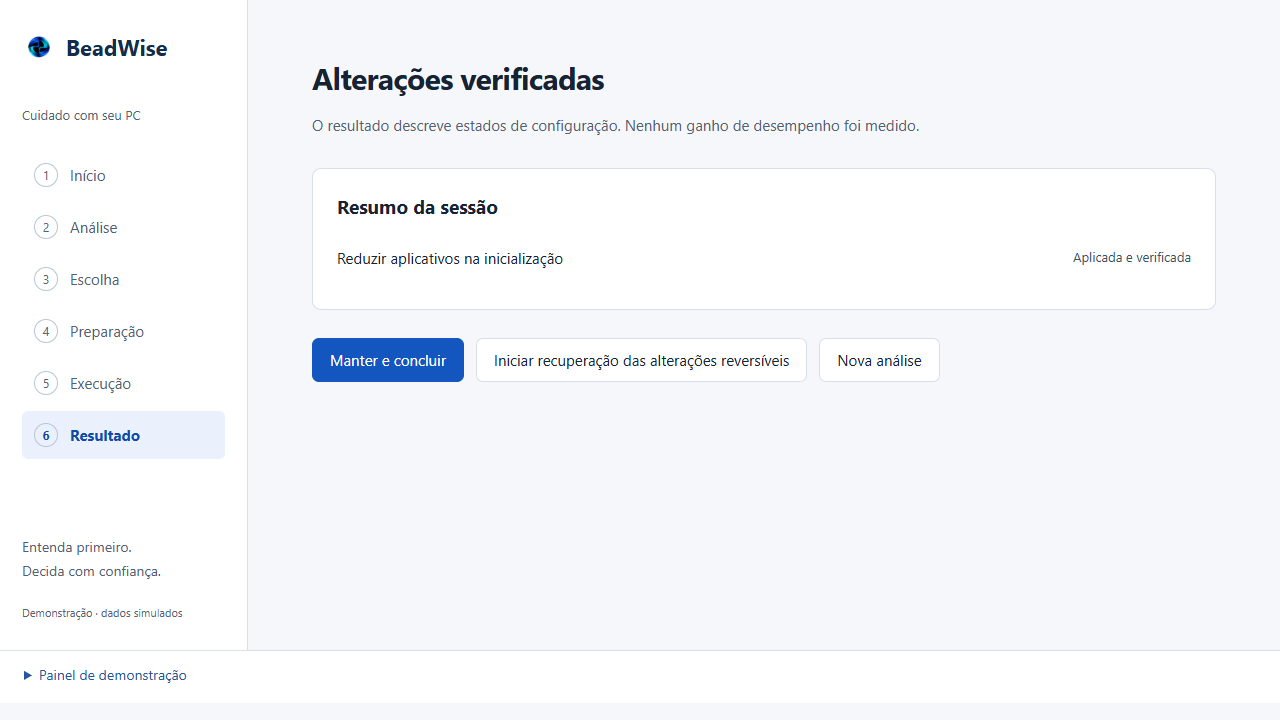 BeadWise
Cuidado com seu PC
1 Início
2 Análise
3 Escolha
4 Preparação
5 Execução
6 Resultado
Entenda primeiro.
Decida com confiança.
Demonstração · dados simulados
Alterações verificadas
O resultado descreve estados de configuração. Nenhum ganho de desempenho foi medido.
Resumo da sessão
Reduzir aplicativos na inicialização Aplicada e verificada
Manter e concluir Iniciar recuperação das alterações reversíveis Nova análise
Painel de demonstração